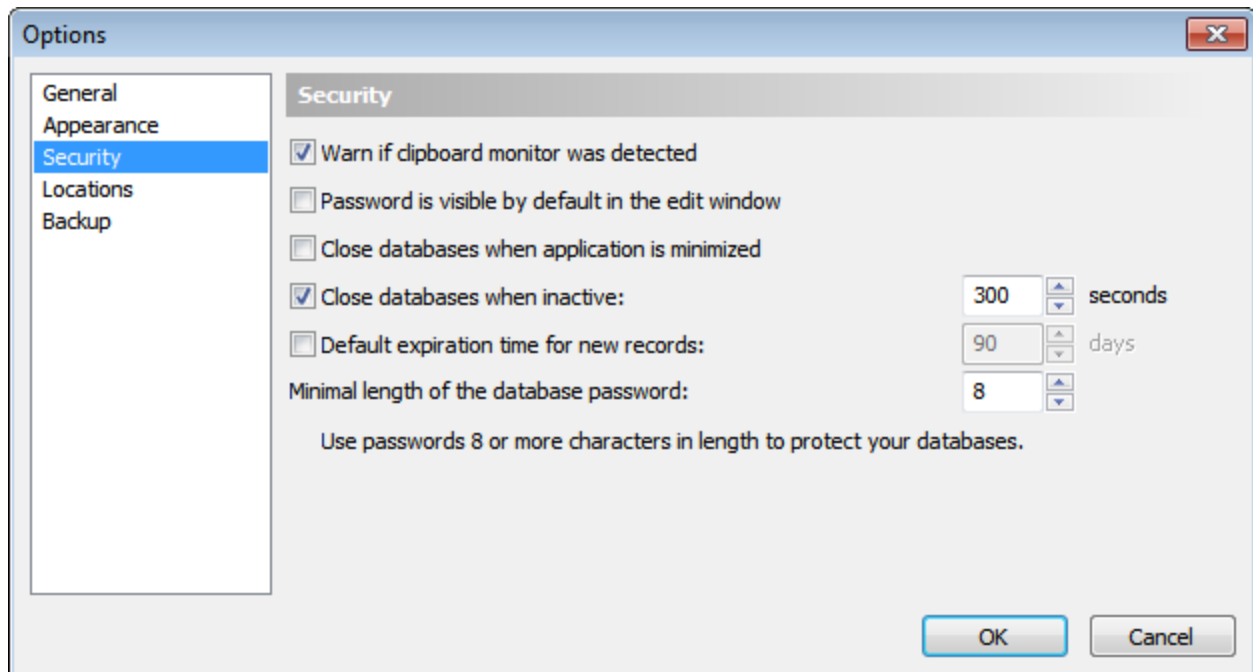 Options
General
Appearance
Security
Locations
Backup
Security
Warn if clipboard monitor was detected
Password is visible by default in the edit window
Close databases when application is minimized
Close databases when inactive: 300 seconds
Default expiration time for new records: 90 days
Minimal length of the database password: 8
Use passwords 8 or more characters in length to protect your databases.
OK Cancel